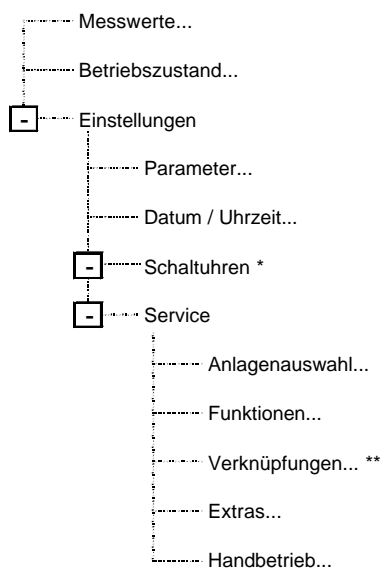 Messwerte...
Betriebszustand...
- Einstellungen
Parameter...
Datum / Uhrzeit...
- Schaltuhren *
- Service
Anlagenauswahl...
Funktionen...
Verknüpfungen... **
Extras...
Handbetrieb...